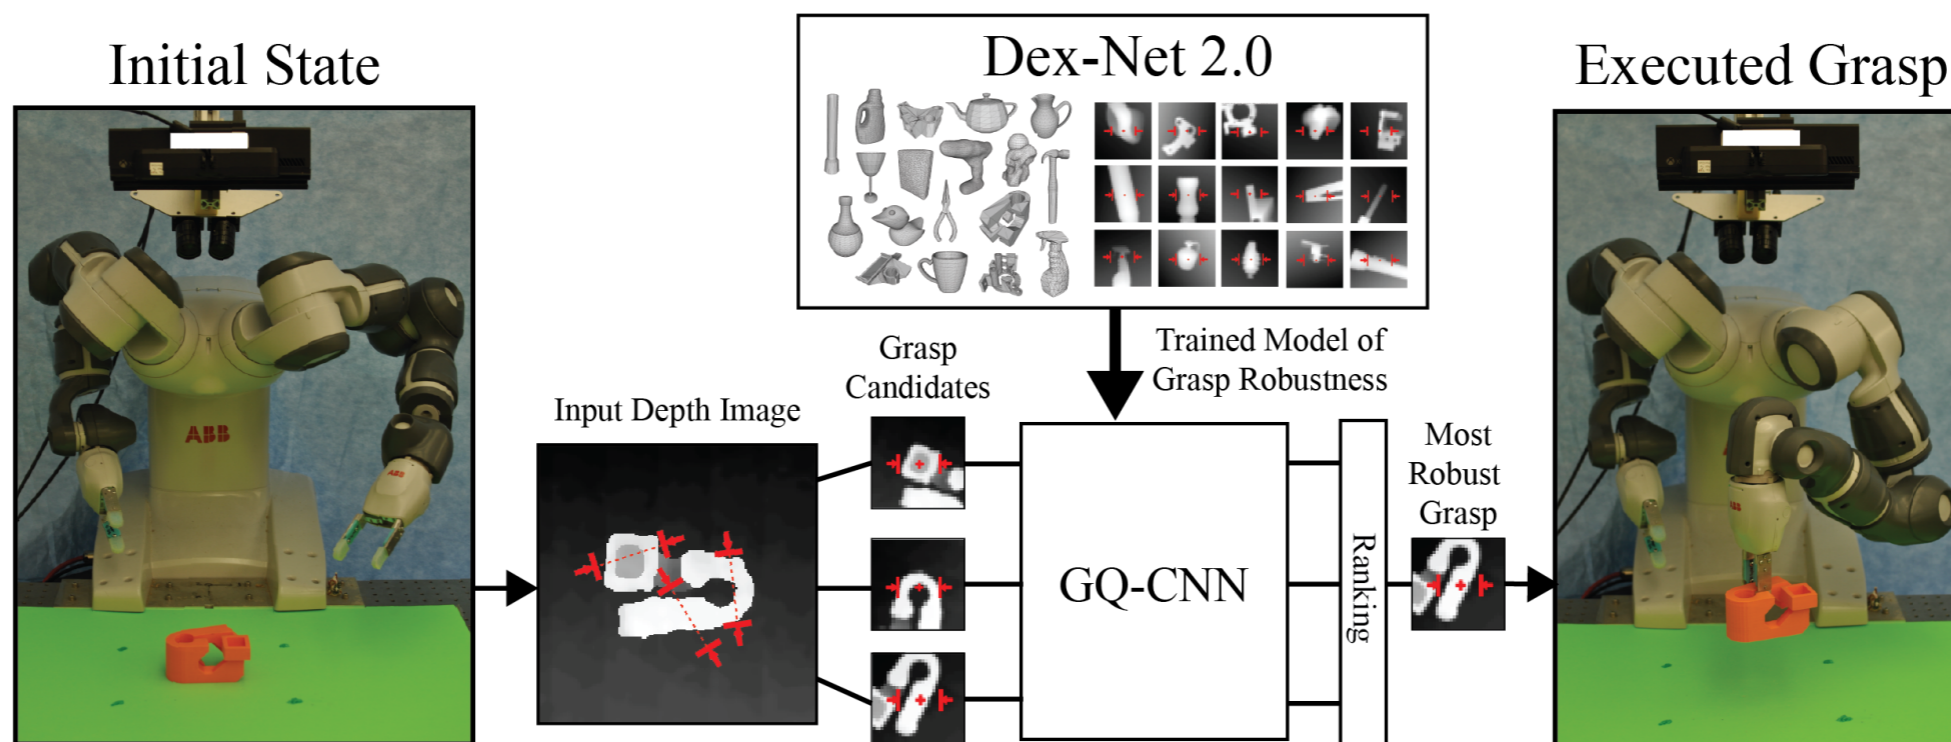 Initial State
Dex-Net 2.0
Executed Grasp
Trained Model of
Grasp Robustness
Grasp
Candidates
Input Depth Image
ABB
ABB
GQ-CNN
Ranking
Most
Robust
Grasp